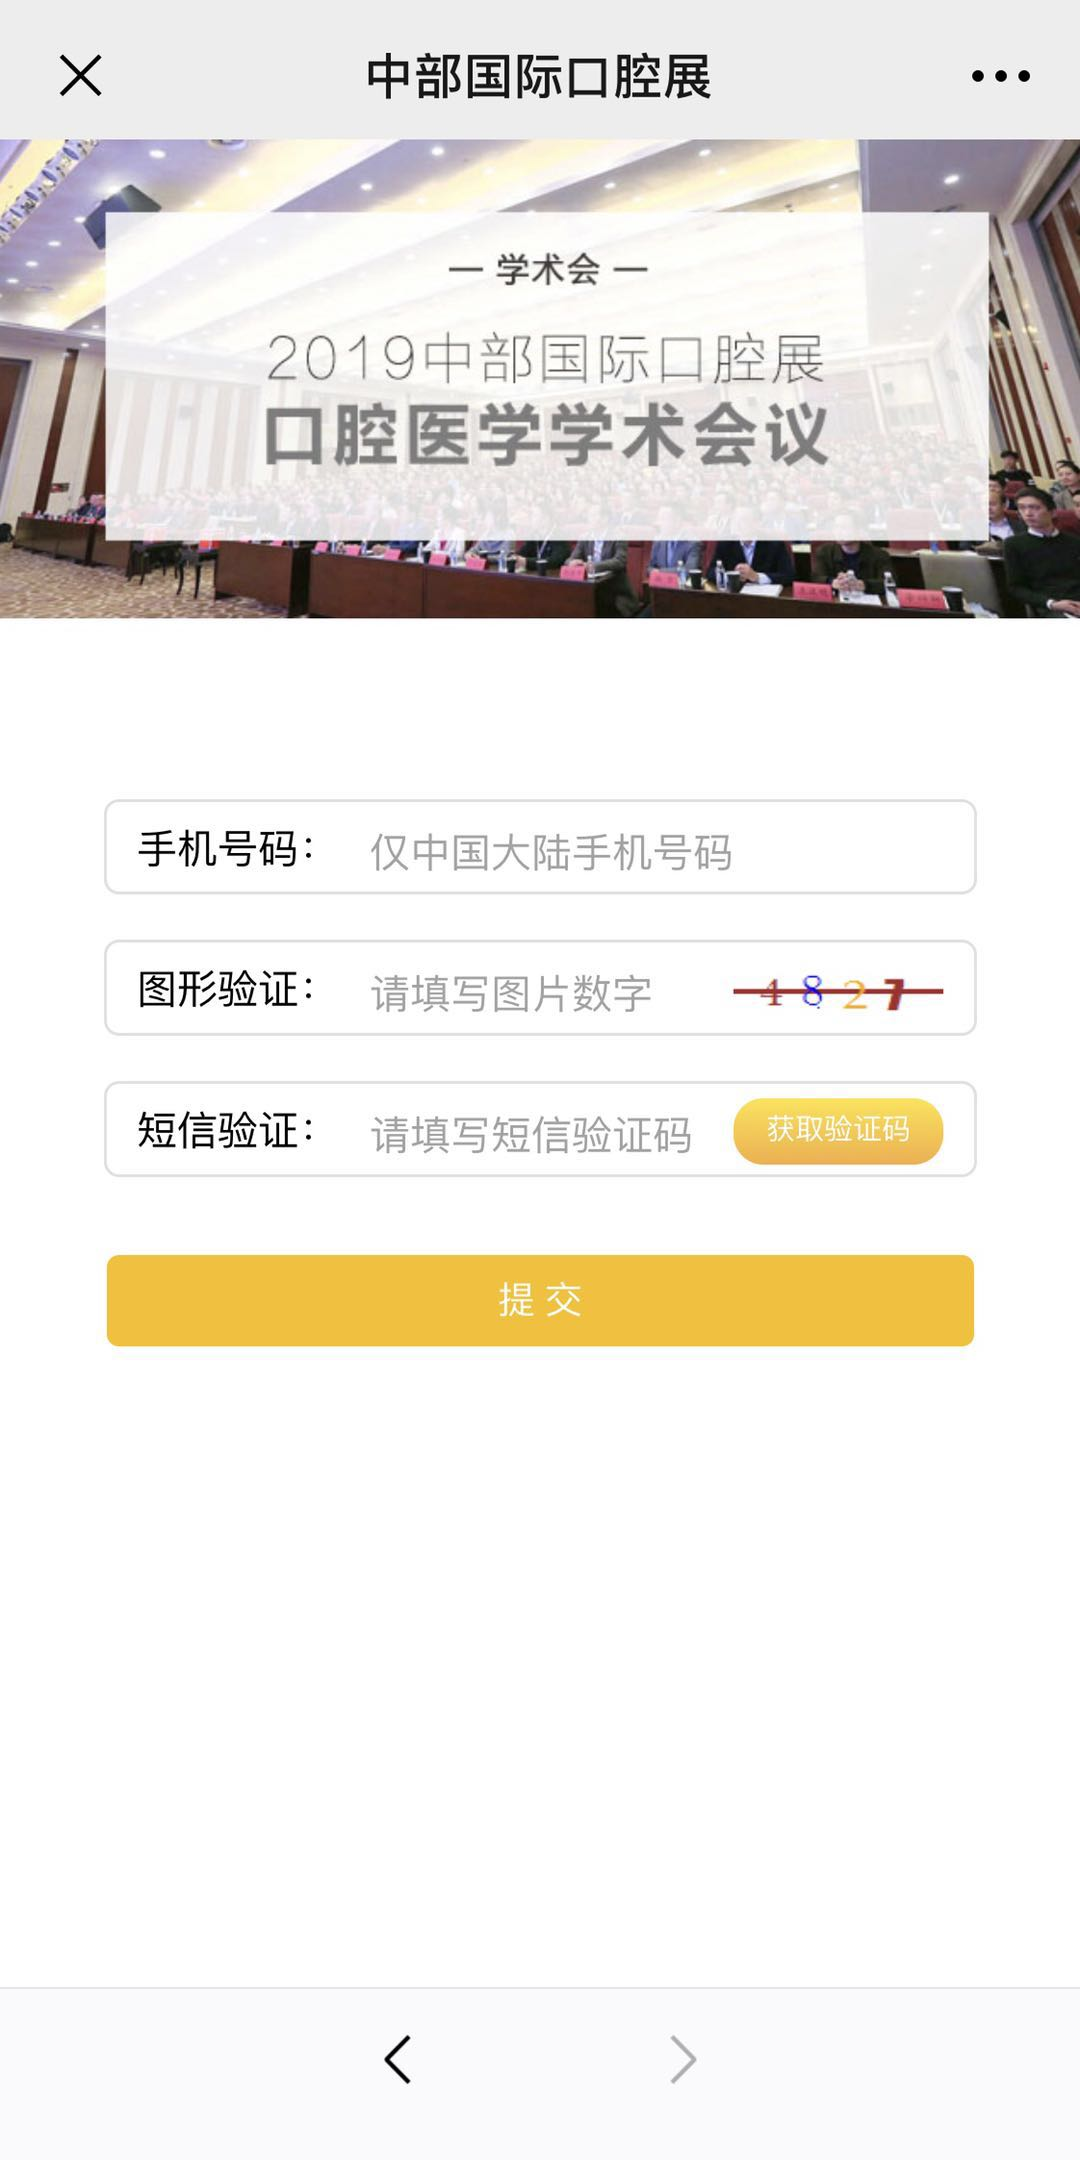 中部国际口腔展
— 学术会 —
2019中部国际口腔展
口腔医学学术会议
手机号码：
仅中国大陆手机号码
图形验证：
请填写图片数字
4827
短信验证：
请填写短信验证码
获取验证码
提 交